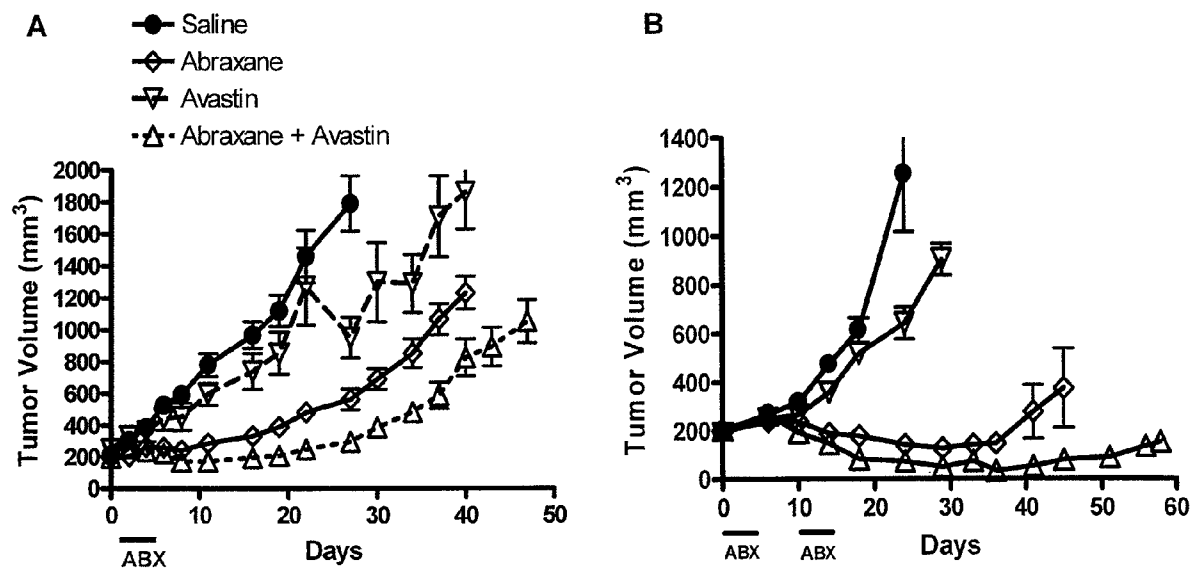 A
Saline
Abraxane
Avastin
Abraxane + Avastin
Tumor Volume (mm³)
2000
1800
1600
1400
1200
1000
800
600
400
200
0
0 10 20 30 40 50
ABX
Days
B
Tumor Volume (mm³)
1400
1200
1000
800
600
400
200
0
0 10 20 30 40 50 60
ABX ABX
Days